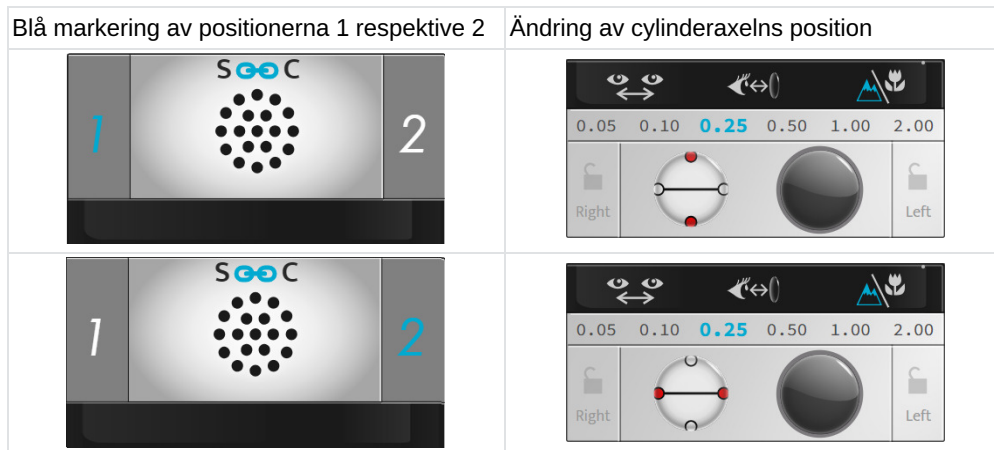 Blå markering av positionerna 1 respektive 2
Ändring av cylinderaxelns position
S C
1
2
0.05 0.10 0.25 0.50 1.00 2.00
Right
Left
S C
1
2
0.05 0.10 0.25 0.50 1.00 2.00
Right
Left